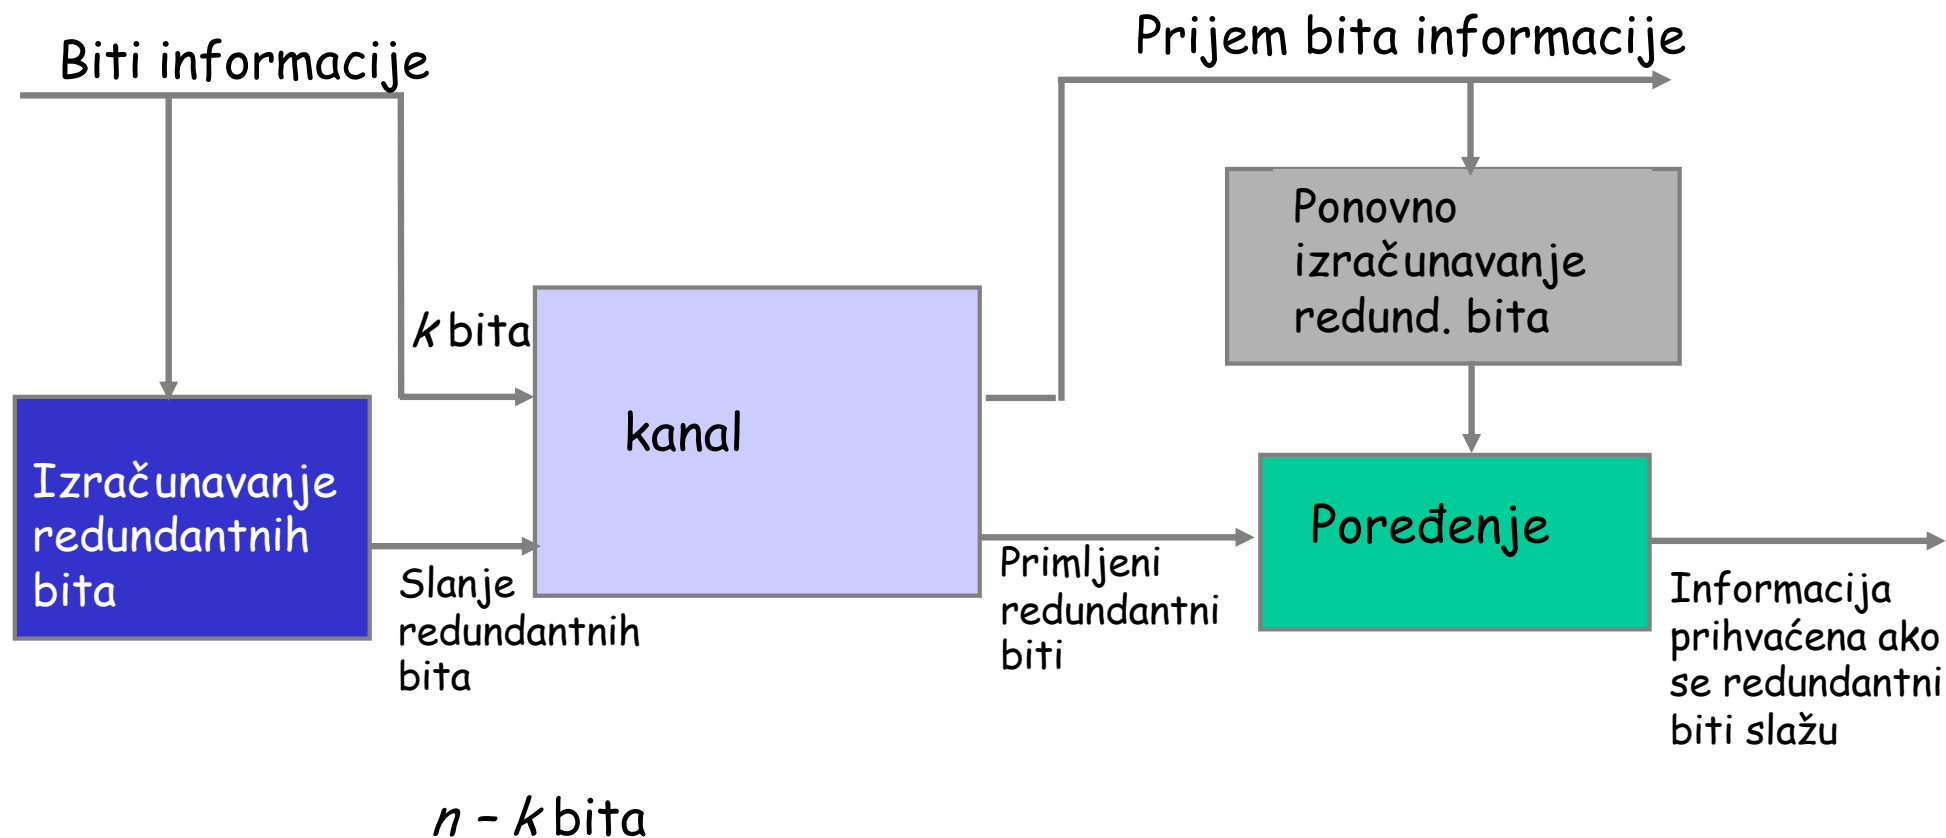 Biti informacije
Prijem bita informacije
Ponovno
izračunavanje
redund. bita
k bita
kanal
Izračunavanje
redundantnih
bita
Slanje
redundantnih
bita
Primljeni
redundantni
biti
Poređenje
Informacija
prihvaćena ako
se redundantni
biti slažu
n – k bita